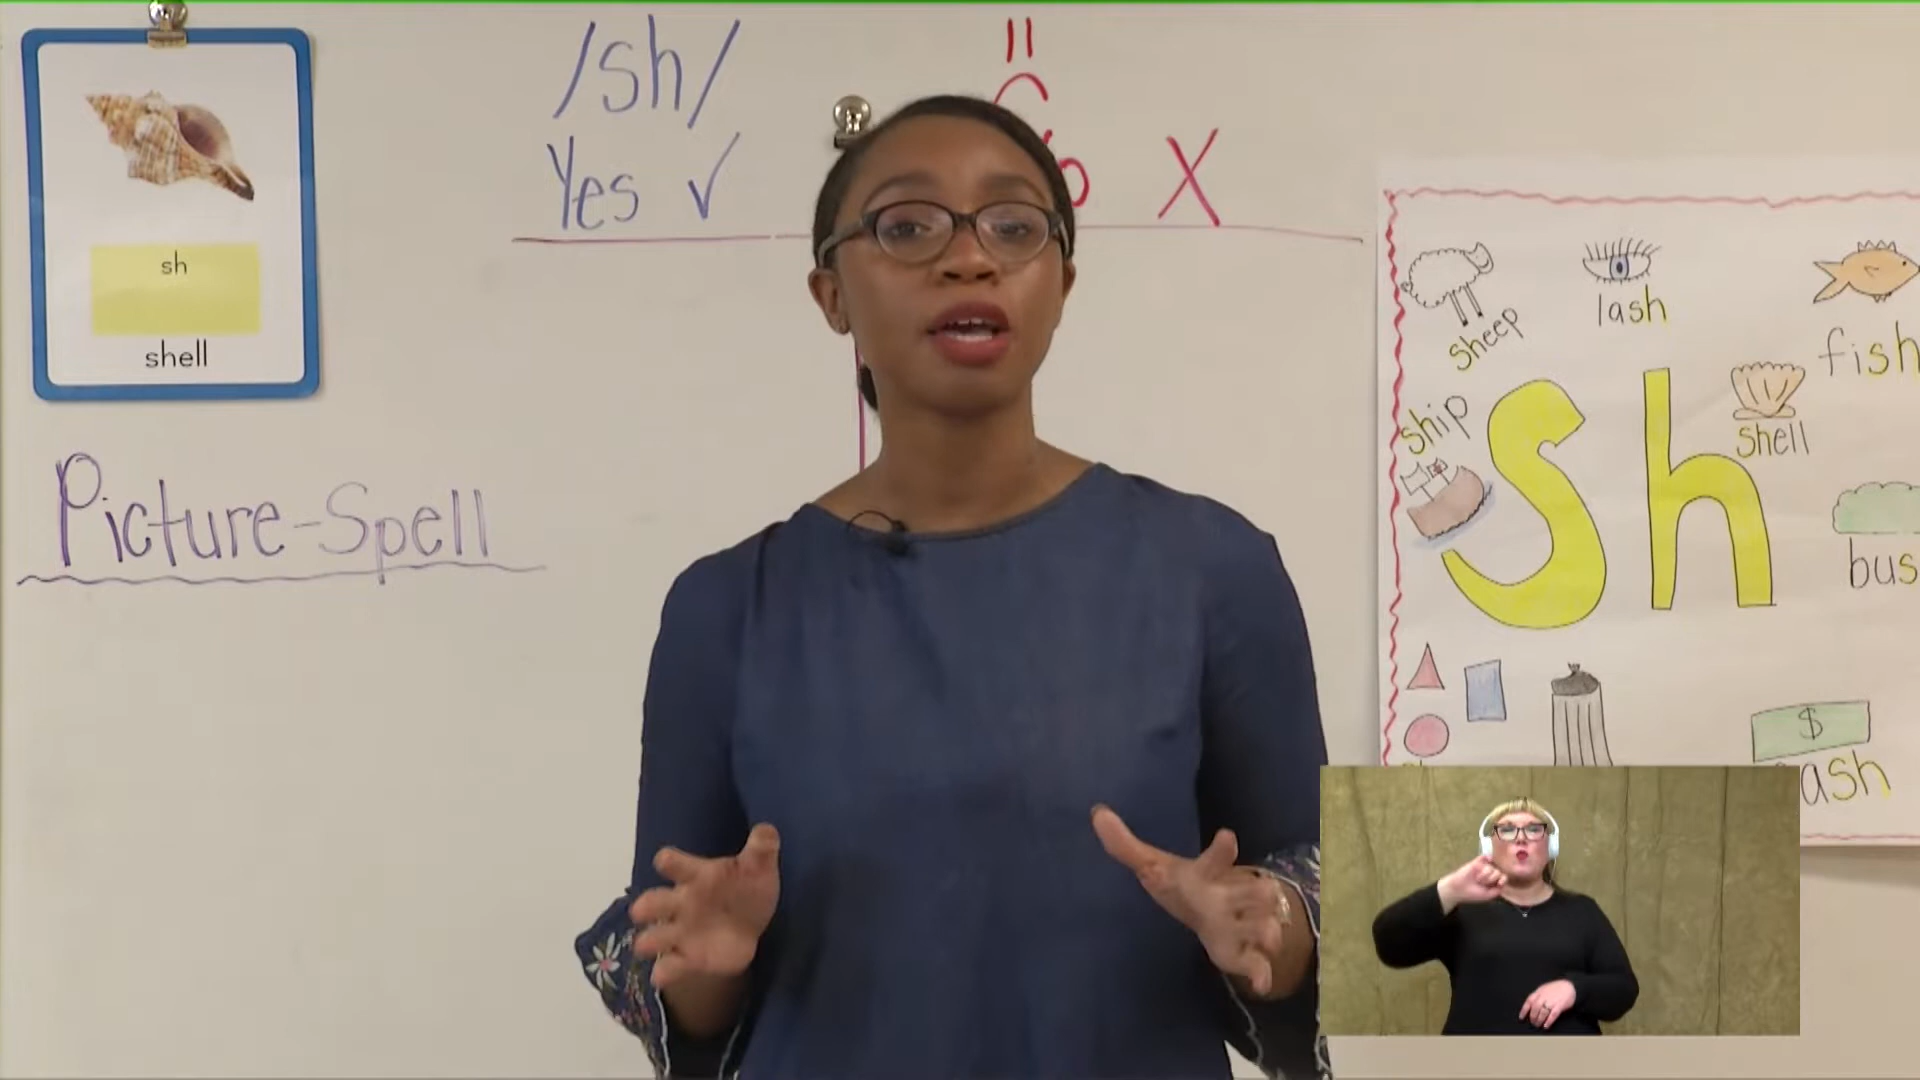 sh
shell
/sh/
Yes ✓
X
Picture-Spell
sheep
lash
fish
ship
shell
sh
bus
$
ash